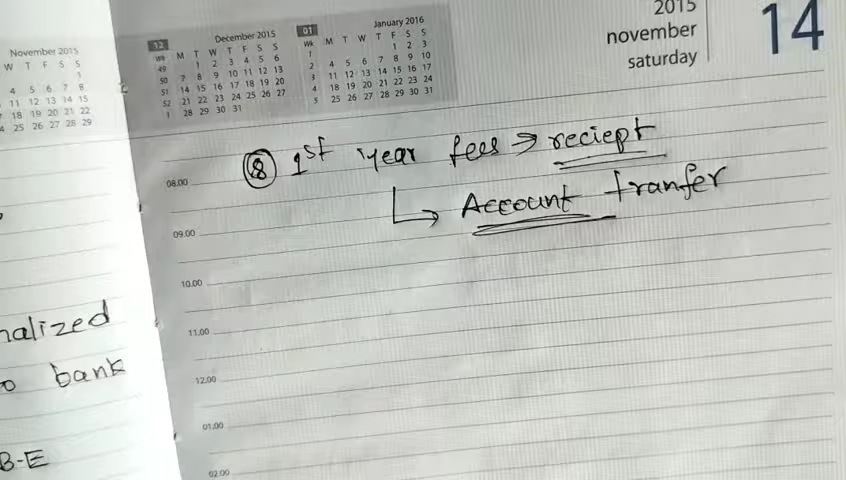 November 2015
W T F S S
1
4 5 6 7 8
11 12 13 14 15
18 19 20 21 22
25 26 27 28 29
12 December 2015
Wk M T W T F S S
49 1 2 3 4 5 6
50 7 8 9 10 11 12 13
51 14 15 16 17 18 19 20
52 21 22 23 24 25 26 27
1 28 29 30 31
01 January 2016
Wk M T W T F S S
1 1 2 3
2 4 5 6 7 8 9 10
3 11 12 13 14 15 16 17
4 18 19 20 21 22 23 24
5 25 26 27 28 29 30 31
2015
november
saturday
14
8 1st year fees → reciept
08.00
↳ Account tranfer
09.00
10.00
11.00
12.00
01.00
02.00
nalized
bank
B-E